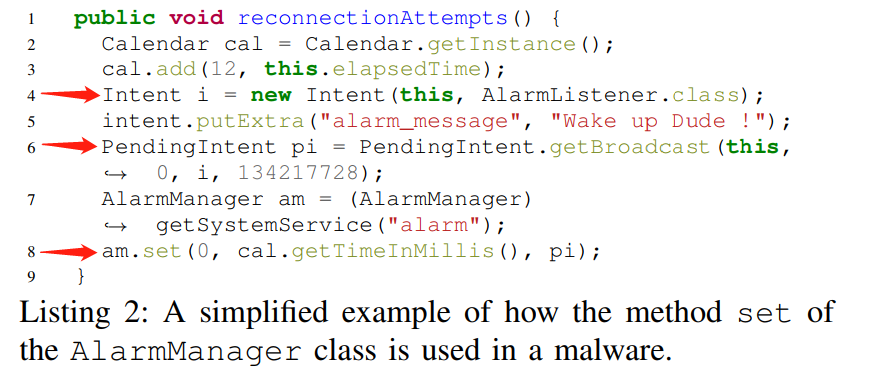 1 public void reconnectionAttempts() {
2 Calendar cal = Calendar.getInstance();
3 cal.add(12, this.elapsedTime);
4 Intent i = new Intent(this, AlarmListener.class);
5 intent.putExtra("alarm_message", "Wake up Dude !");
6 PendingIntent pi = PendingIntent.getBroadcast(this,
↪ 0, i, 134217728);
7 AlarmManager am = (AlarmManager)
↪ getSystemService("alarm");
8 am.set(0, cal.getTimeInMillis(), pi);
9 }
Listing 2: A simplified example of how the method set of
the AlarmManager class is used in a malware.